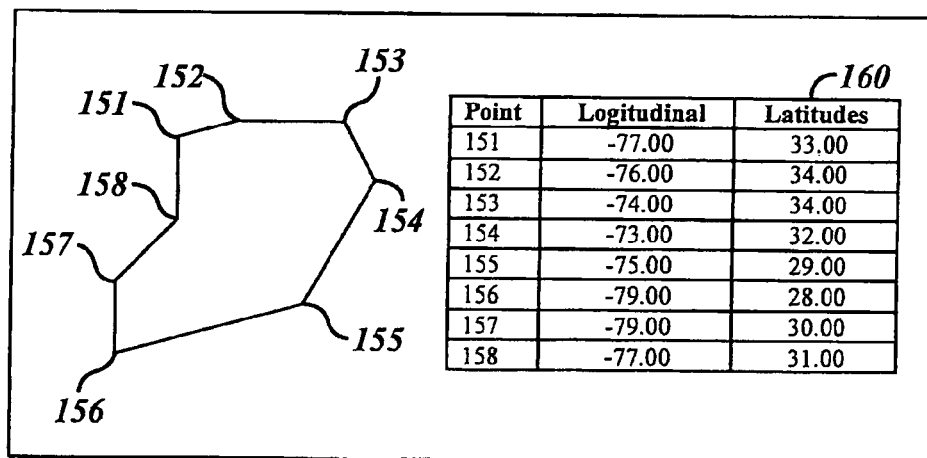 153
152
151
160
158
157
154
155
156
Point Logitudinal Latitudes
151 -77.00 33.00
152 -76.00 34.00
153 -74.00 34.00
154 -73.00 32.00
155 -75.00 29.00
156 -79.00 28.00
157 -79.00 30.00
158 -77.00 31.00